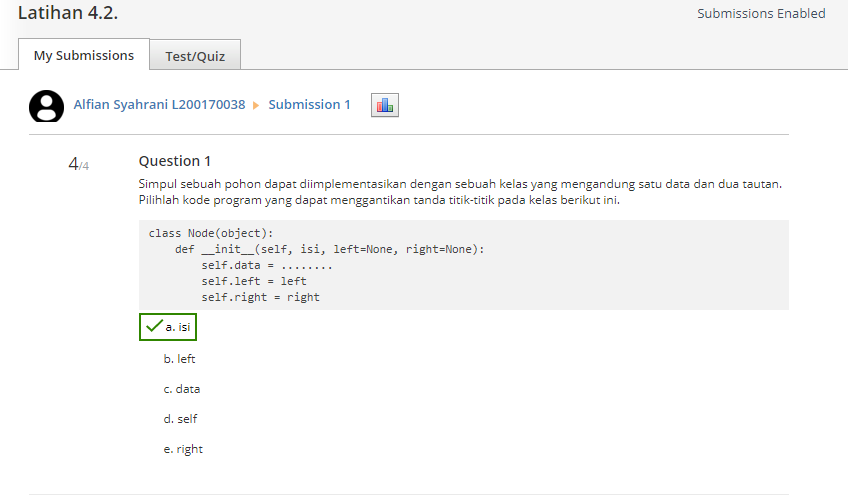 Latihan 4.2.
Submissions Enabled
My Submissions
Test/Quiz
Alfian Syahrani L200170038
Submission 1
4/4
Question 1
Simpul sebuah pohon dapat diimplementasikan dengan sebuah kelas yang mengandung satu data dan dua tautan.
Pilihlah kode program yang dapat menggantikan tanda titik-titik pada kelas berikut ini.
class Node(object):
    def __init__(self, isi, left=None, right=None):
        self.data = ........
        self.left = left
        self.right = right
a. isi
b. left
c. data
d. self
e. right